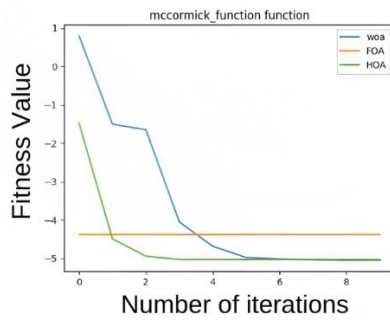 mccormick_function function
woa
FOA
HOA
Fitness Value
1
0
−1
−2
−3
−4
−5
0
2
4
6
8
Number of iterations